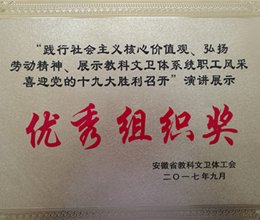 “践行社会主义核心价值观、弘扬
劳动精神、展示教科文卫体系统职工风采
喜迎党的十九大胜利召开”演讲展示
优秀组织奖
安徽省教科文卫体工会
二〇一七年九月